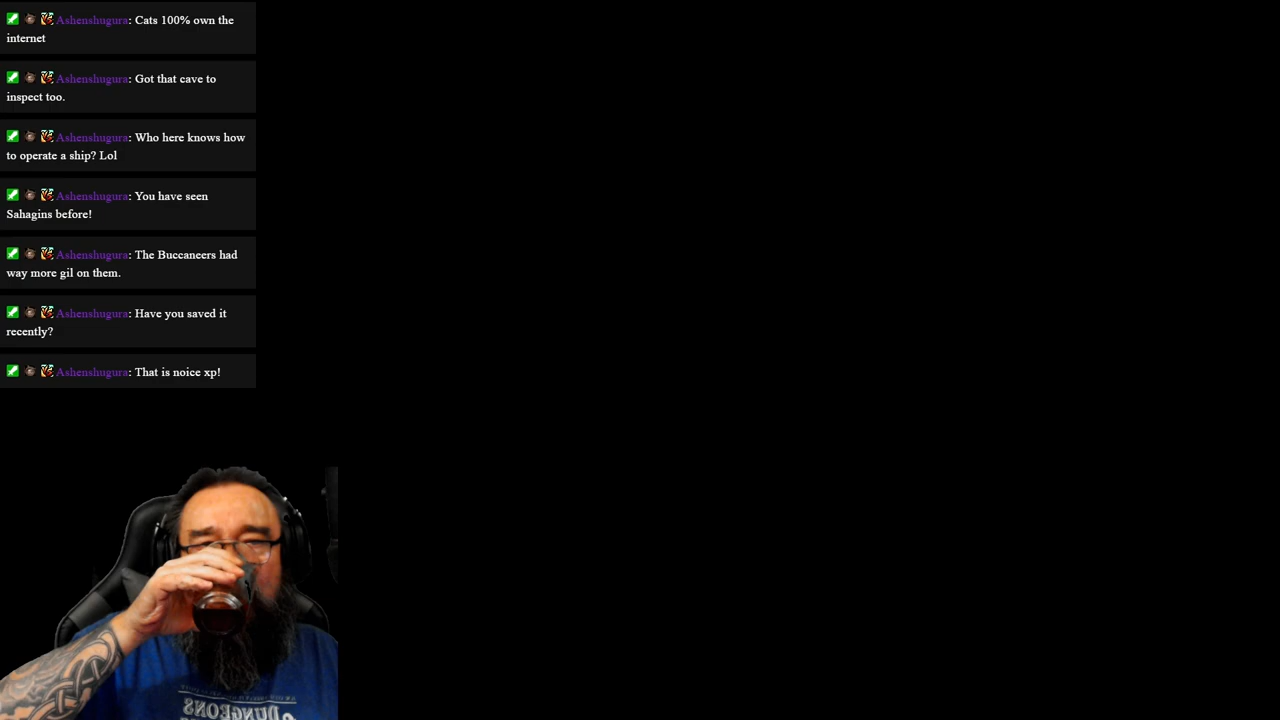 Ashenshugura: Cats 100% own the
internet
Ashenshugura: Got that cave to
inspect too.
Ashenshugura: Who here knows how
to operate a ship? Lol
Ashenshugura: You have seen
Sahagins before!
Ashenshugura: The Buccaneers had
way more gil on them.
Ashenshugura: Have you saved it
recently?
Ashenshugura: That is noice xp!
DUNGEONS